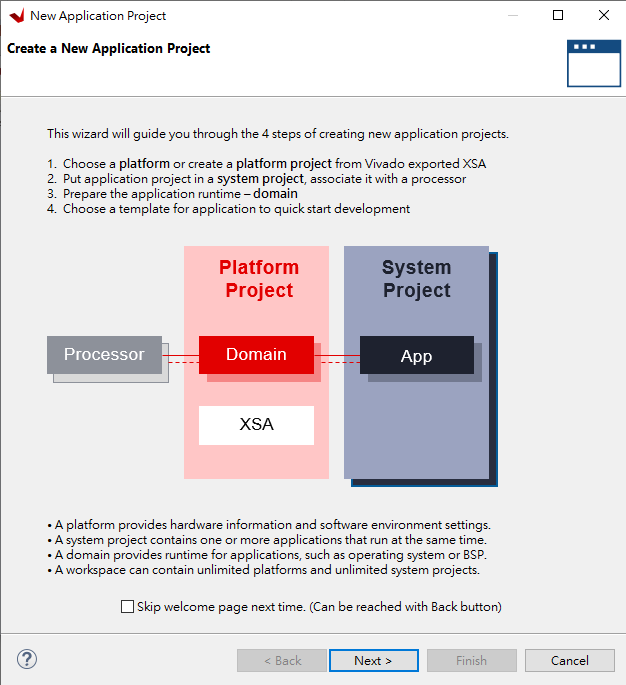 New Application Project
Create a New Application Project
This wizard will guide you through the 4 steps of creating new application projects.
1. Choose a platform or create a platform project from Vivado exported XSA
2. Put application project in a system project, associate it with a processor
3. Prepare the application runtime – domain
4. Choose a template for application to quick start development
Platform
Project
System
Project
Processor
Domain
App
XSA
• A platform provides hardware information and software environment settings.
• A system project contains one or more applications that run at the same time.
• A domain provides runtime for applications, such as operating system or BSP.
• A workspace can contain unlimited platforms and unlimited system projects.
Skip welcome page next time. (Can be reached with Back button)
?
< Back
Next >
Finish
Cancel